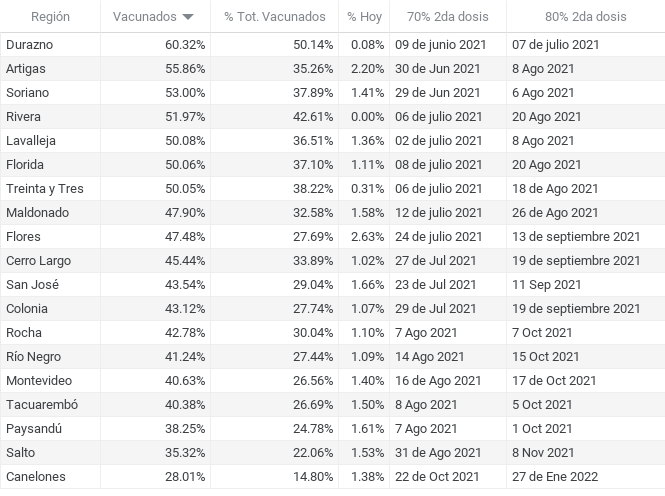 Región Vacunados % Tot. Vacunados % Hoy 70% 2da dosis 80% 2da dosis
Durazno 60.32% 50.14% 0.08% 09 de junio 2021 07 de julio 2021
Artigas 55.86% 35.26% 2.20% 30 de Jun 2021 8 Ago 2021
Soriano 53.00% 37.89% 1.41% 29 de Jun 2021 6 Ago 2021
Rivera 51.97% 42.61% 0.00% 06 de julio 2021 20 Ago 2021
Lavalleja 50.08% 36.51% 1.36% 02 de julio 2021 8 Ago 2021
Florida 50.06% 37.10% 1.11% 08 de julio 2021 20 Ago 2021
Treinta y Tres 50.05% 38.22% 0.31% 06 de julio 2021 18 de Ago 2021
Maldonado 47.90% 32.58% 1.58% 12 de julio 2021 26 de Ago 2021
Flores 47.48% 27.69% 2.63% 24 de julio 2021 13 de septiembre 2021
Cerro Largo 45.44% 33.89% 1.02% 27 de Jul 2021 19 de septiembre 2021
San José 43.54% 29.04% 1.66% 23 de Jul 2021 11 Sep 2021
Colonia 43.12% 27.74% 1.07% 29 de Jul 2021 19 de septiembre 2021
Rocha 42.78% 30.04% 1.10% 7 Ago 2021 7 Oct 2021
Río Negro 41.24% 27.44% 1.09% 14 Ago 2021 15 Oct 2021
Montevideo 40.63% 26.56% 1.40% 16 de Ago 2021 17 de Oct 2021
Tacuarembó 40.38% 26.69% 1.50% 8 Ago 2021 5 Oct 2021
Paysandú 38.25% 24.78% 1.61% 7 Ago 2021 1 Oct 2021
Salto 35.32% 22.06% 1.53% 31 de Ago 2021 8 Nov 2021
Canelones 28.01% 14.80% 1.38% 22 de Oct 2021 27 de Ene 2022